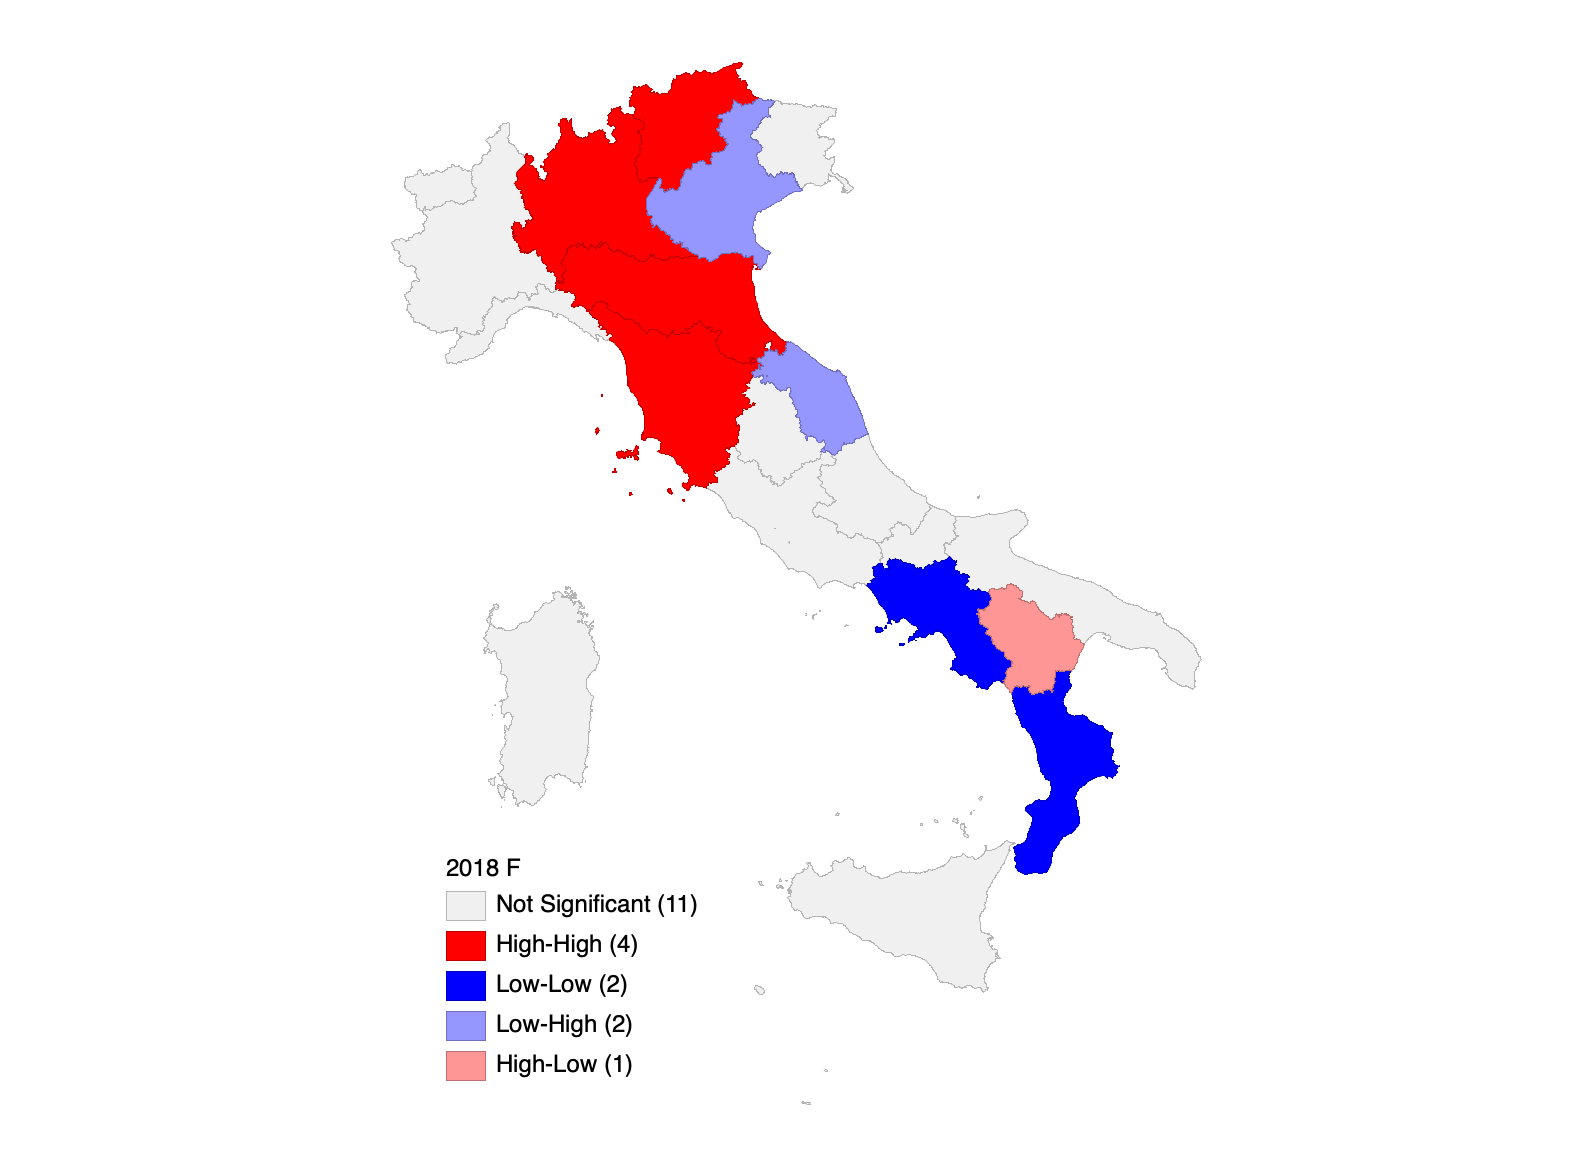 2018 F
Not Significant (11)
High-High (4)
Low-Low (2)
Low-High (2)
High-Low (1)